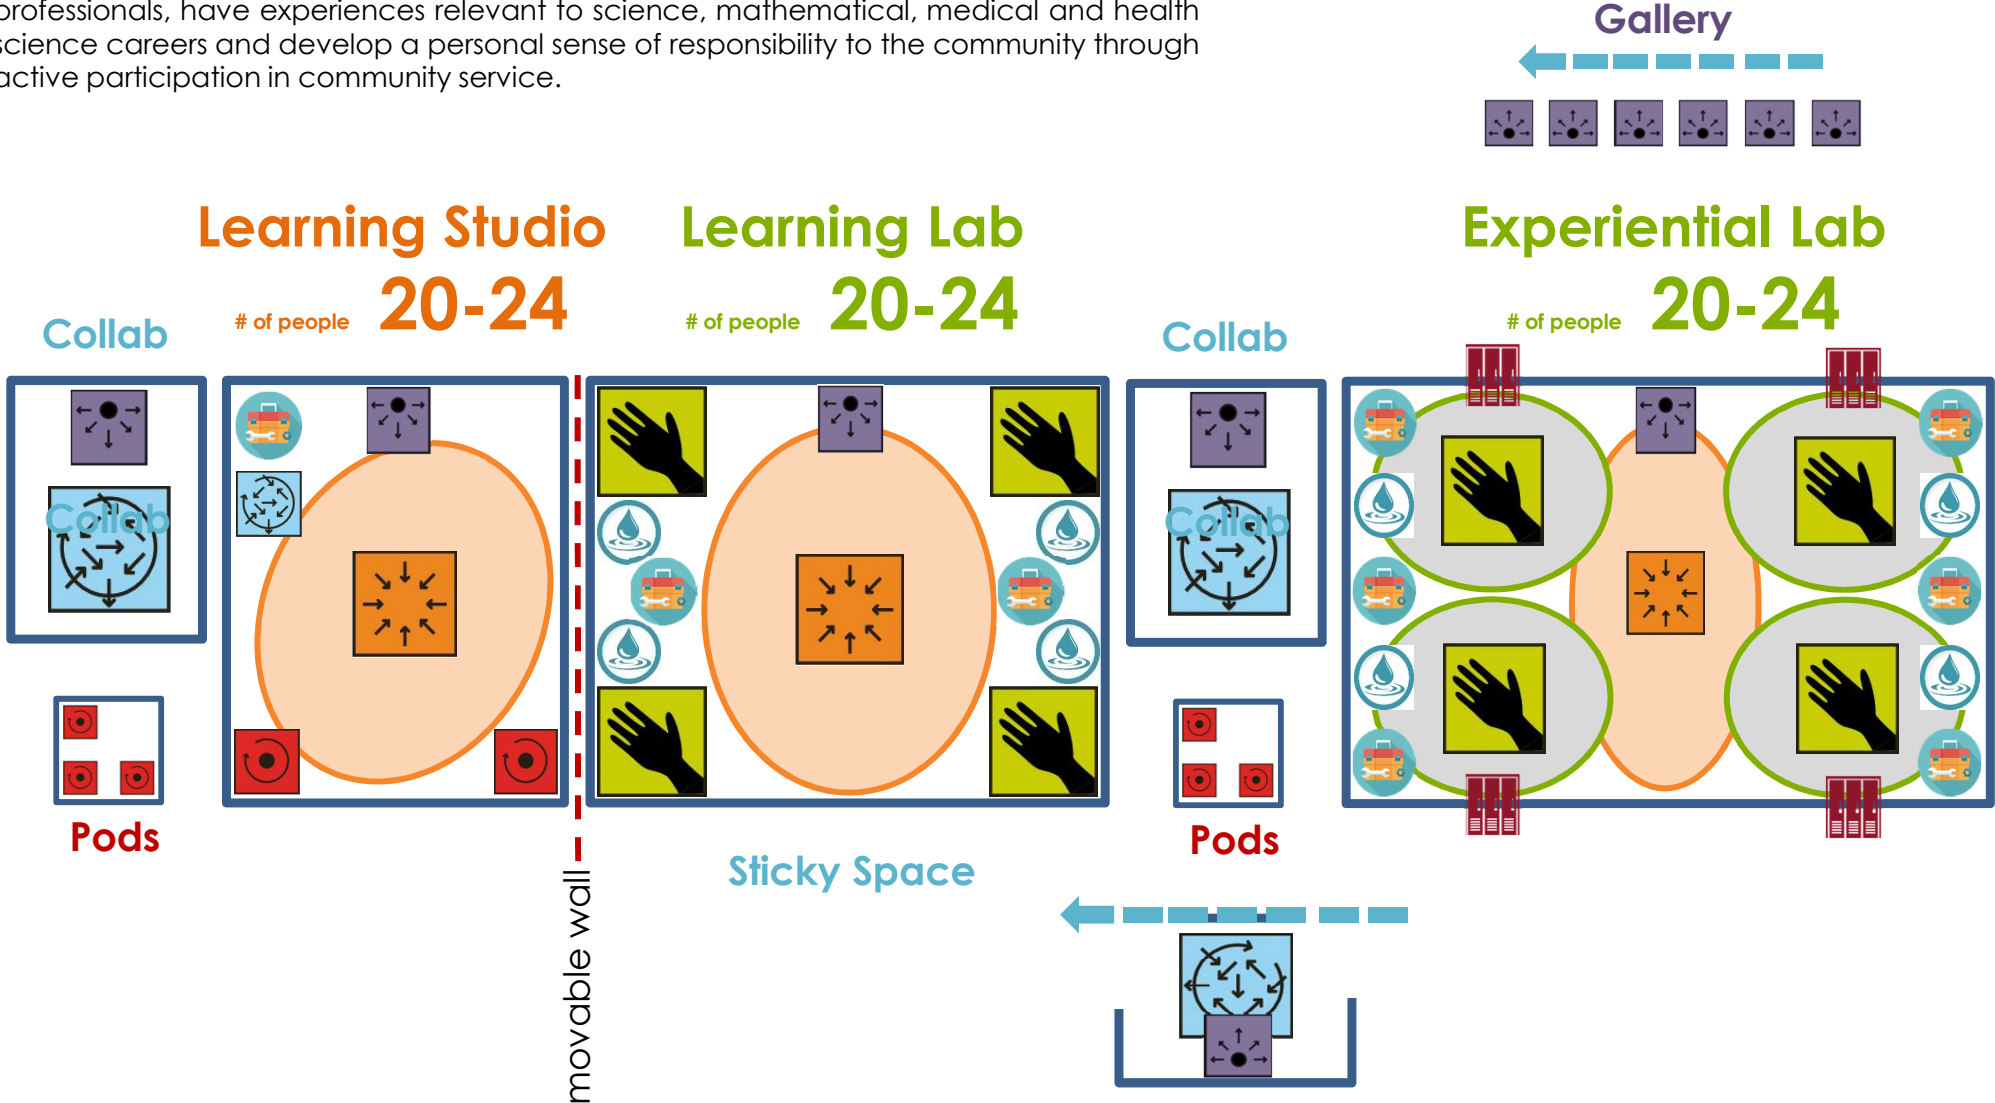 professionals, have experiences relevant to science, mathematical, medical and health
science careers and develop a personal sense of responsibility to the community through
active participation in community service.
Gallery
Learning Studio
# of people 20-24
Learning Lab
# of people 20-24
Experiential Lab
# of people 20-24
Collab
Collab
Collab
Collab
Pods
Pods
movable wall
Sticky Space